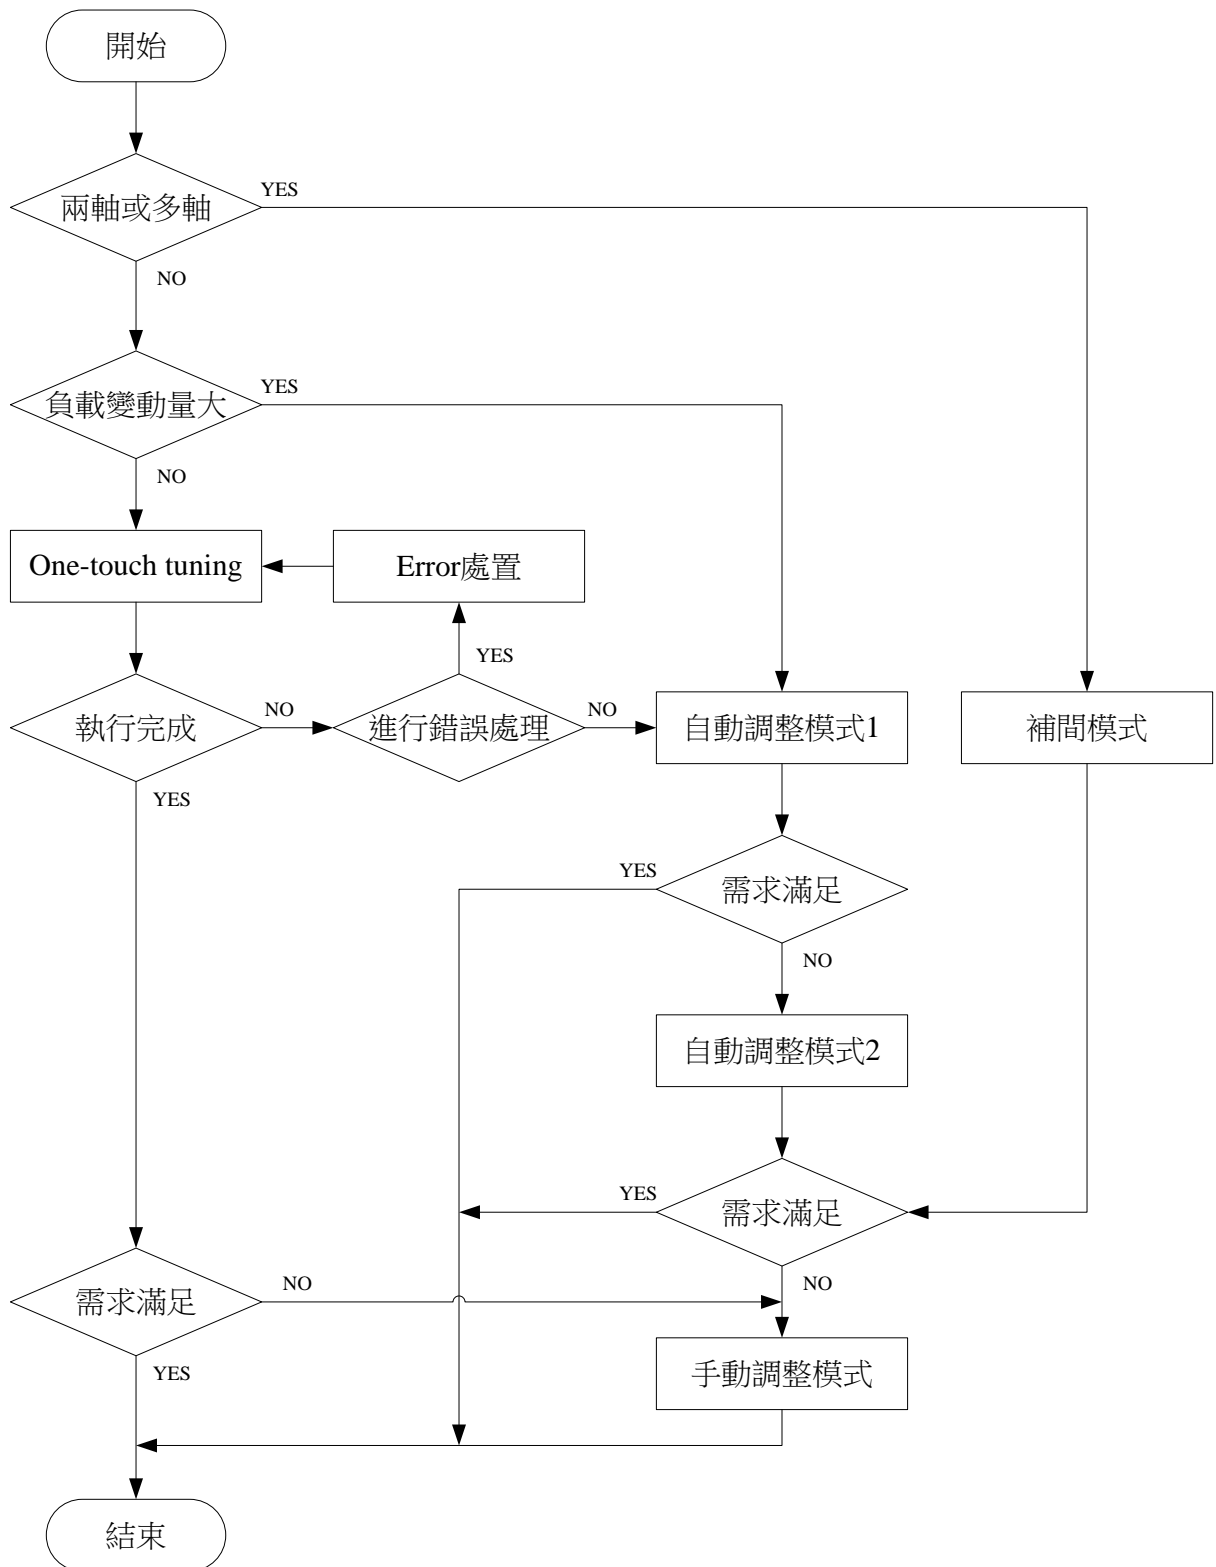 開始
兩軸或多軸
YES
NO
負載變動量大
YES
NO
One-touch tuning
Error處置
YES
執行完成
NO
進行錯誤處理
NO
自動調整模式1
補間模式
YES
YES
需求滿足
NO
自動調整模式2
YES
需求滿足
NO
需求滿足
NO
YES
手動調整模式
結束